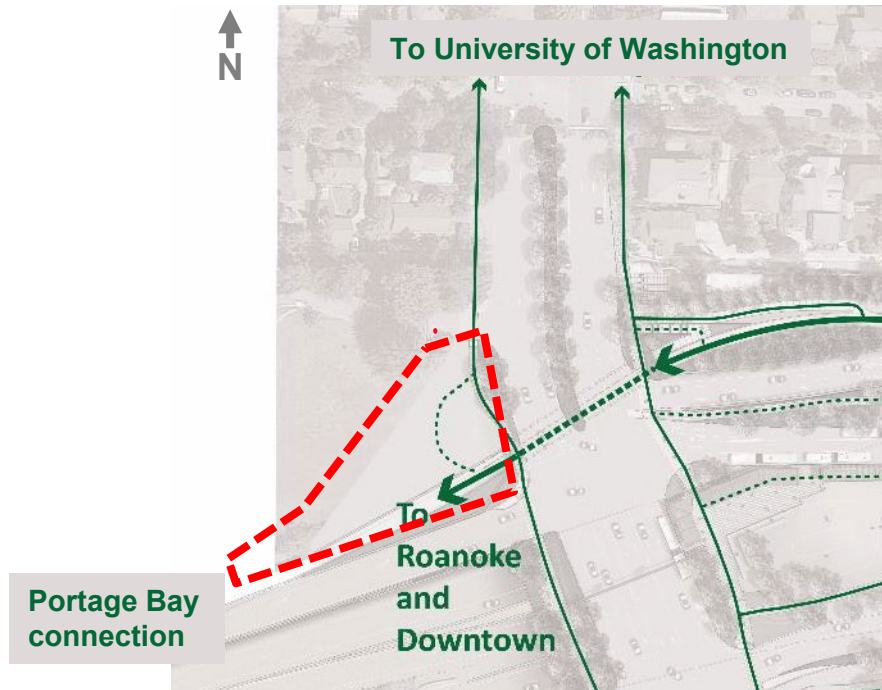 N
To University of Washington
To
Roanoke
and
Downtown
Portage Bay
connection